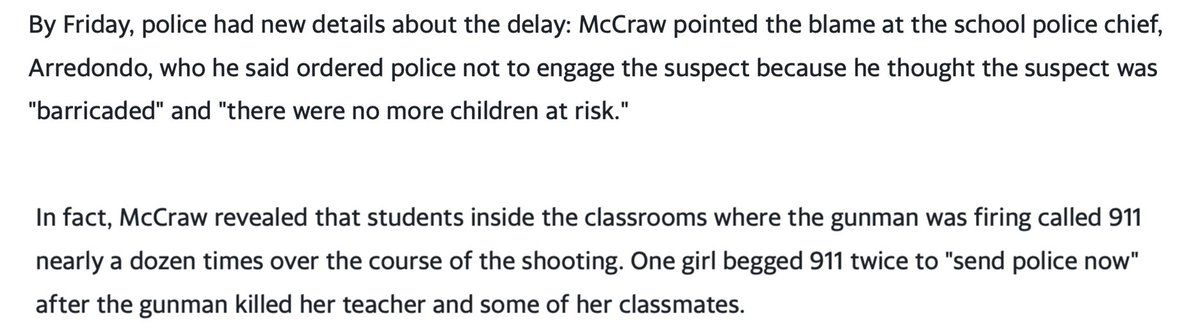 By Friday, police had new details about the delay: McCraw pointed the blame at the school police chief,
Arredondo, who he said ordered police not to engage the suspect because he thought the suspect was
"barricaded" and "there were no more children at risk."
In fact, McCraw revealed that students inside the classrooms where the gunman was firing called 911
nearly a dozen times over the course of the shooting. One girl begged 911 twice to "send police now"
after the gunman killed her teacher and some of her classmates.